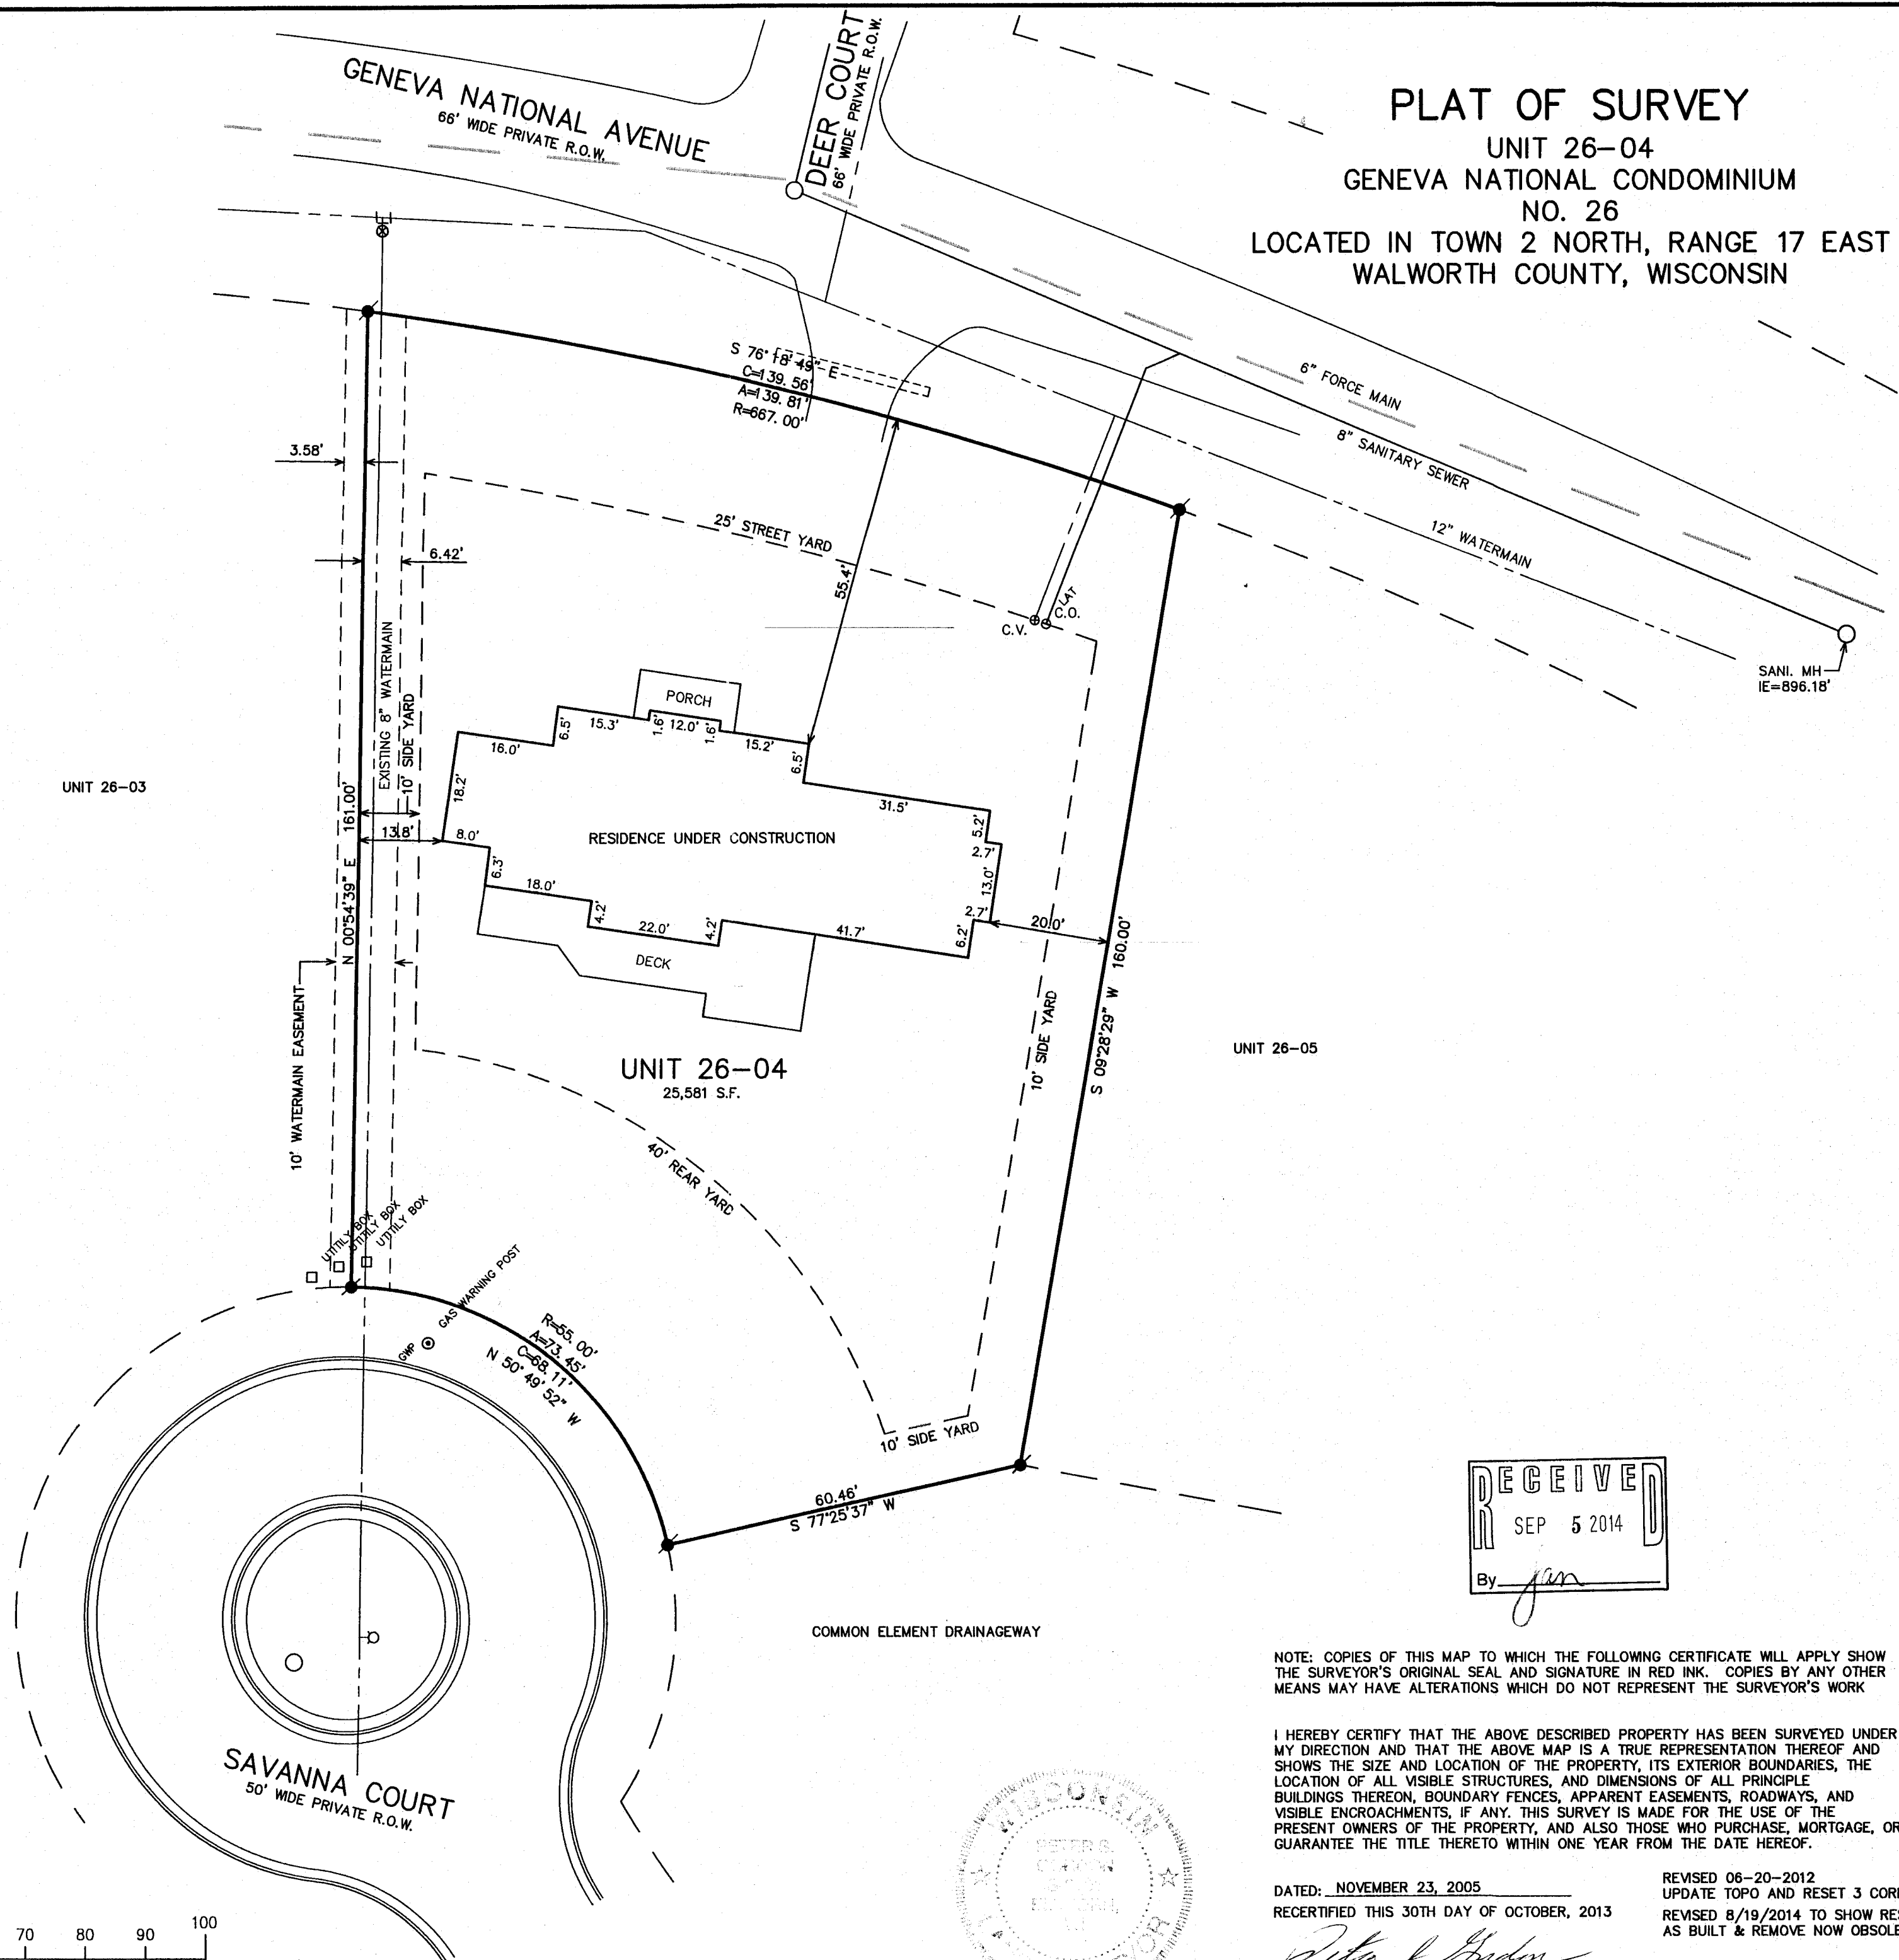 GENEVA NATIONAL AVENUE
66' WIDE PRIVATE R.O.W.
DEER COURT
66' WIDE PRIVATE R.O.W.
PLAT OF SURVEY
UNIT 26-04
GENEVA NATIONAL CONDOMINIUM
NO. 26
LOCATED IN TOWN 2 NORTH, RANGE 17 EAST
WALWORTH COUNTY, WISCONSIN
S 76°18'49" E
C=139.56'
A=139.81'
R=667.00'
6" FORCE MAIN
8" SANITARY SEWER
12" WATERMAIN
SANI. MH
IE=896.18'
3.58'
6.42'
25' STREET YARD
55.4'
LAT
C.O.
C.V.
EXISTING 8" WATERMAIN
10' SIDE YARD
PORCH
16.0'
6.5'
15.3'
1.6'
12.0'
1.6'
15.2'
6.5'
18.2'
31.5'
UNIT 26-03
N 00°54'39" E 161.00'
13.8'
8.0'
RESIDENCE UNDER CONSTRUCTION
5.2'
2.7'
13.0'
6.3'
18.0'
4.2'
22.0'
4.2'
41.7'
2.7'
6.2'
20.0'
DECK
S 09°28'29" W 160.00'
10' SIDE YARD
10' WATERMAIN EASEMENT
UNIT 26-04
25,581 S.F.
UNIT 26-05
40' REAR YARD
UTITILY BOX
UTITILY BOX
UTITILY BOX
GWP
GAS WARNING POST
R=55.00'
A=73.45'
C=68.11'
N 50°49'52" W
10' SIDE YARD
60.46'
S 77°25'37" W
RECEIVED
SEP 5 2014
By jan
COMMON ELEMENT DRAINAGEWAY
SAVANNA COURT
50' WIDE PRIVATE R.O.W.
NOTE: COPIES OF THIS MAP TO WHICH THE FOLLOWING CERTIFICATE WILL APPLY SHOW
THE SURVEYOR'S ORIGINAL SEAL AND SIGNATURE IN RED INK. COPIES BY ANY OTHER
MEANS MAY HAVE ALTERATIONS WHICH DO NOT REPRESENT THE SURVEYOR'S WORK
I HEREBY CERTIFY THAT THE ABOVE DESCRIBED PROPERTY HAS BEEN SURVEYED UNDER
MY DIRECTION AND THAT THE ABOVE MAP IS A TRUE REPRESENTATION THEREOF AND
SHOWS THE SIZE AND LOCATION OF THE PROPERTY, ITS EXTERIOR BOUNDARIES, THE
LOCATION OF ALL VISIBLE STRUCTURES, AND DIMENSIONS OF ALL PRINCIPLE
BUILDINGS THEREON, BOUNDARY FENCES, APPARENT EASEMENTS, ROADWAYS, AND
VISIBLE ENCROACHMENTS, IF ANY. THIS SURVEY IS MADE FOR THE USE OF THE
PRESENT OWNERS OF THE PROPERTY, AND ALSO THOSE WHO PURCHASE, MORTGAGE, OR
GUARANTEE THE TITLE THERETO WITHIN ONE YEAR FROM THE DATE HEREOF.
DATED: NOVEMBER 23, 2005
RECERTIFIED THIS 30TH DAY OF OCTOBER, 2013
REVISED 06-20-2012
UPDATE TOPO AND RESET 3 COR
REVISED 8/19/2014 TO SHOW RES
AS BUILT & REMOVE NOW OBSOLE
WISCONSIN
70 80 90 100